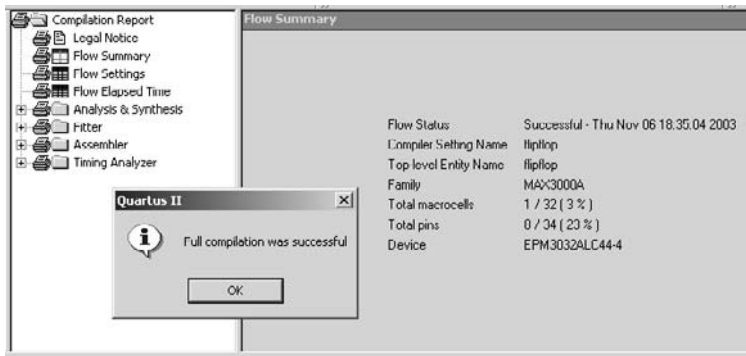 Compilation Report
Legal Notice
Flow Summary
Flow Settings
Flow Elapsed Time
Analysis & Synthesis
Fitter
Assembler
Timing Analyzer
Flow Summary
Flow Status Successful - Thu Nov 06 18:35:04 2003
Compiler Setting Name flipflop
Top-level Entity Name flipflop
Family MAX3000A
Total macrocells 1 / 32 ( 3 % )
Total pins 8 / 34 ( 23 % )
Device EPM3032ALC44-4
Quartus II
Full compilation was successful
OK